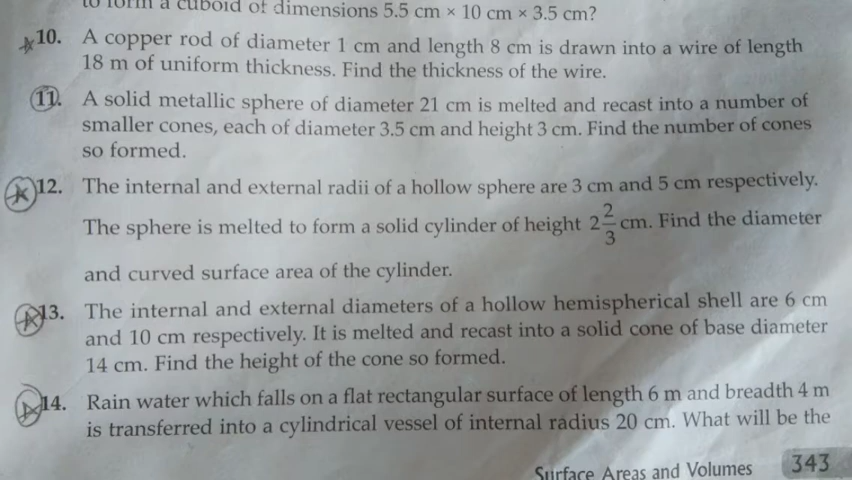 to form a cuboid of dimensions 5.5 cm × 10 cm × 3.5 cm?
10. A copper rod of diameter 1 cm and length 8 cm is drawn into a wire of length
18 m of uniform thickness. Find the thickness of the wire.
11. A solid metallic sphere of diameter 21 cm is melted and recast into a number of
smaller cones, each of diameter 3.5 cm and height 3 cm. Find the number of cones
so formed.
12. The internal and external radii of a hollow sphere are 3 cm and 5 cm respectively.
The sphere is melted to form a solid cylinder of height 2 2/3 cm. Find the diameter
and curved surface area of the cylinder.
13. The internal and external diameters of a hollow hemispherical shell are 6 cm
and 10 cm respectively. It is melted and recast into a solid cone of base diameter
14 cm. Find the height of the cone so formed.
14. Rain water which falls on a flat rectangular surface of length 6 m and breadth 4 m
is transferred into a cylindrical vessel of internal radius 20 cm. What will be the
Surface Areas and Volumes 343